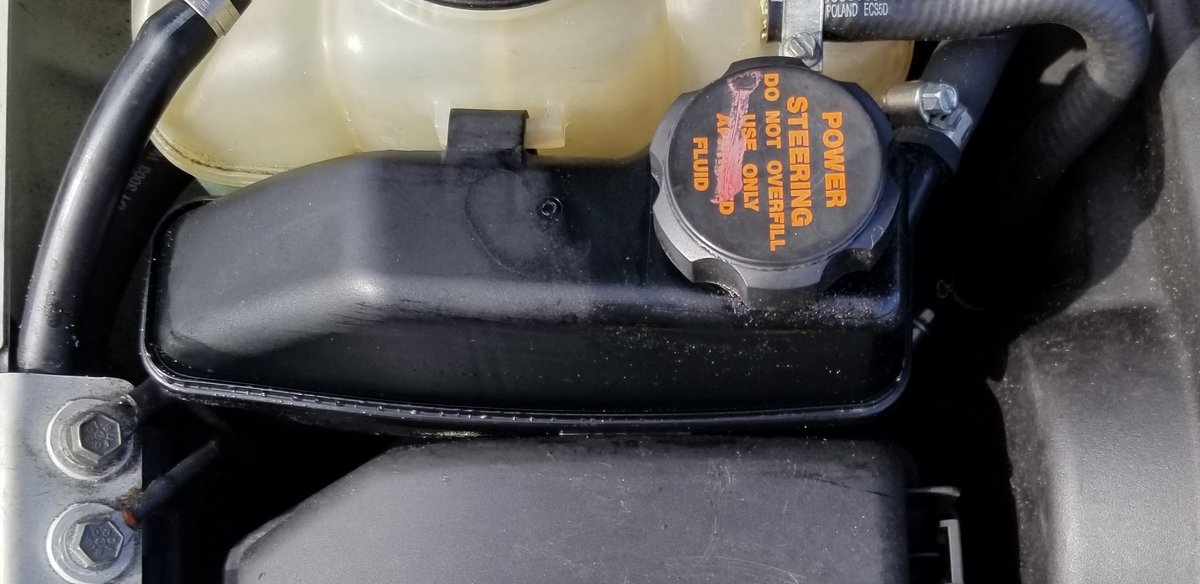 POWER
STEERING
DO NOT OVERFILL
USE ONLY
FLUID
POLAND